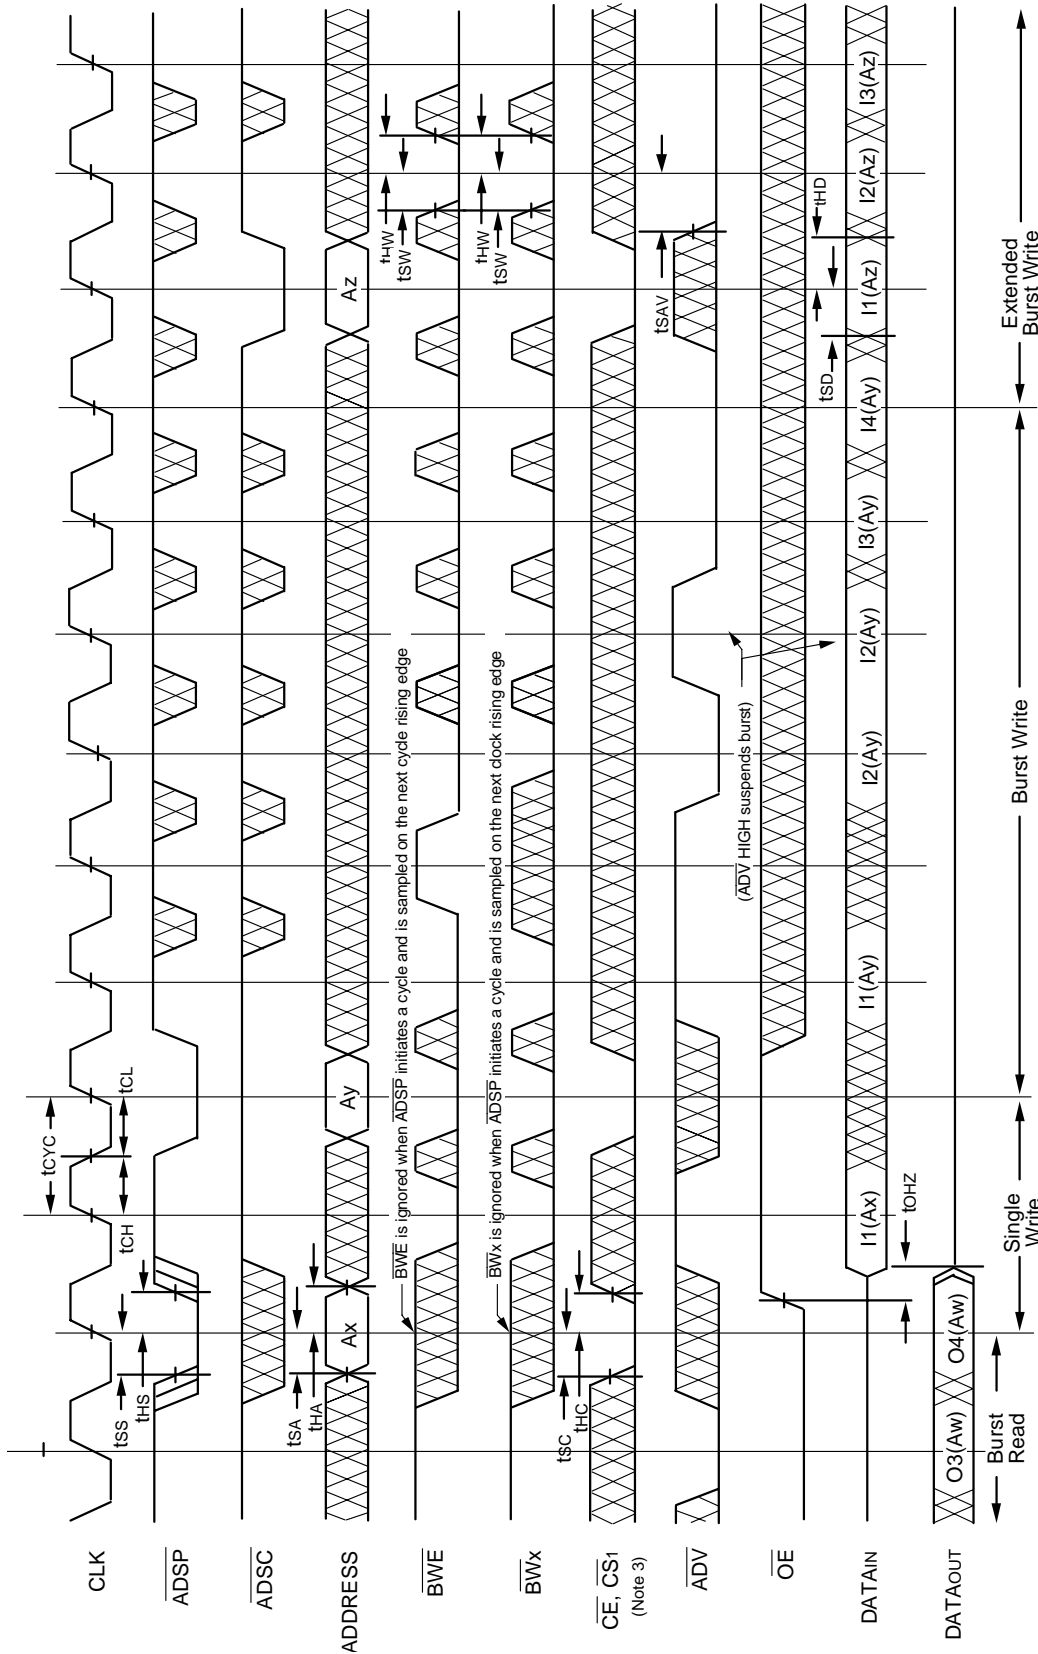 CLK
tCYC
tCH
tCL
ADSP
tSS
tHS
ADSC
ADDRESS
Ax
Ay
Az
tSA
tHA
BWE
BWE is ignored when ADSP initiates a cycle and is sampled on the next cycle rising edge
tHW
tSW
BWx
BWx is ignored when ADSP initiates a cycle and is sampled on the next dock rising edge
tHW
tSW
CE, CS1
(Note 3)
tSC
tHC
ADV
tSAV
(ADV HIGH suspends burst)
OE
DATAIN
I1(Ax)
I1(Ay)
I2(Ay)
I2(Ay)
I3(Ay)
I4(Ay)
I1(Az)
I2(Az)
I3(Az)
tSD
tHD
tOHZ
DATAOUT
O3(Aw)
O4(Aw)
Burst
Read
Single
Write
Burst Write
Extended
Burst Write